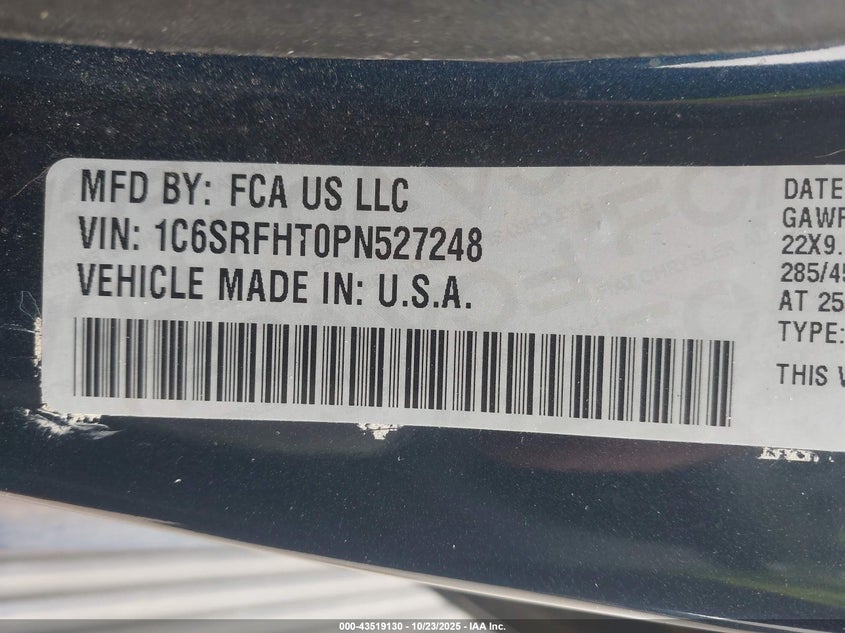 MFD BY: FCA US LLC
VIN: 1C6SRFHT0PN527248
VEHICLE MADE IN: U.S.A.
DATE
GAWR
22X9.
285/45
AT 25
TYPE:
THIS V
000-43519130 - 10/23/2025 - IAA Inc.